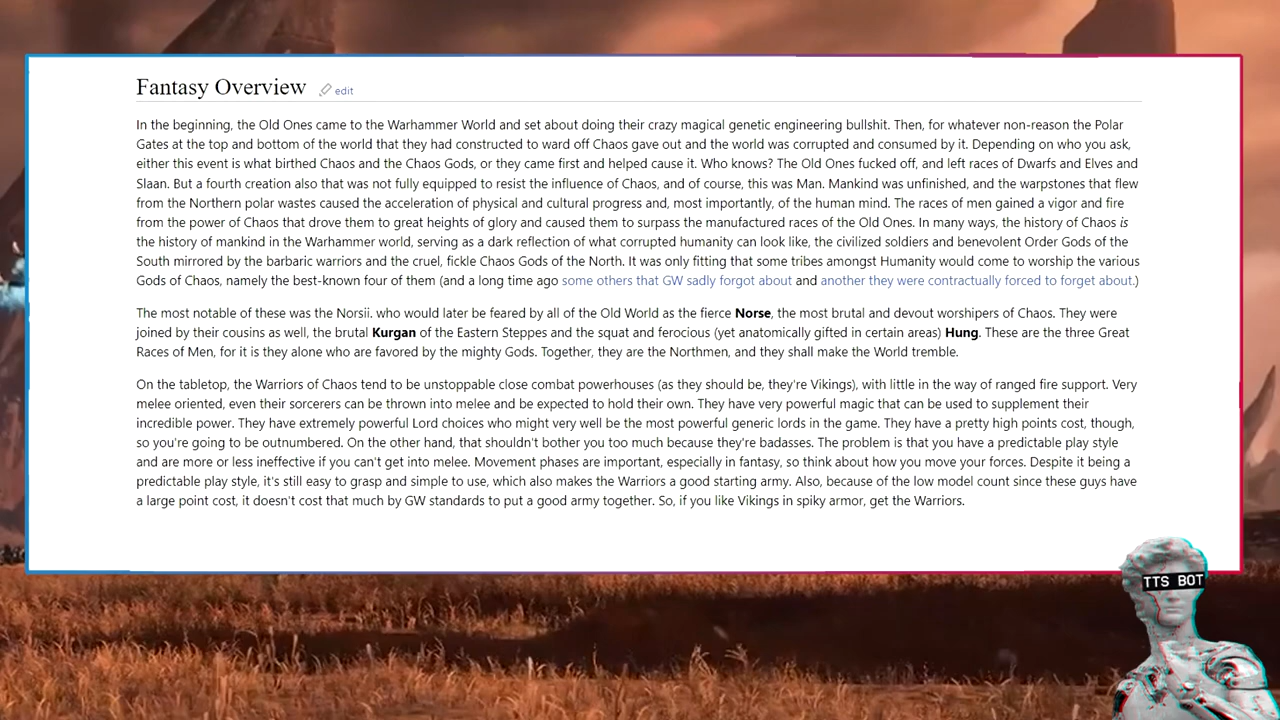 Fantasy Overview edit
In the beginning, the Old Ones came to the Warhammer World and set about doing their crazy magical genetic engineering bullshit. Then, for whatever non-reason the Polar
Gates at the top and bottom of the world that they had constructed to ward off Chaos gave out and the world was corrupted and consumed by it. Depending on who you ask,
either this event is what birthed Chaos and the Chaos Gods, or they came first and helped cause it. Who knows? The Old Ones fucked off, and left races of Dwarfs and Elves and
Slaan. But a fourth creation also that was not fully equipped to resist the influence of Chaos, and of course, this was Man. Mankind was unfinished, and the warpstones that flew
from the Northern polar wastes caused the acceleration of physical and cultural progress and, most importantly, of the human mind. The races of men gained a vigor and fire
from the power of Chaos that drove them to great heights of glory and caused them to surpass the manufactured races of the Old Ones. In many ways, the history of Chaos is
the history of mankind in the Warhammer world, serving as a dark reflection of what corrupted humanity can look like, the civilized soldiers and benevolent Order Gods of the
South mirrored by the barbaric warriors and the cruel, fickle Chaos Gods of the North. It was only fitting that some tribes amongst Humanity would come to worship the various
Gods of Chaos, namely the best-known four of them (and a long time ago some others that GW sadly forgot about and another they were contractually forced to forget about.)
The most notable of these was the Norsii. who would later be feared by all of the Old World as the fierce Norse, the most brutal and devout worshipers of Chaos. They were
joined by their cousins as well, the brutal Kurgan of the Eastern Steppes and the squat and ferocious (yet anatomically gifted in certain areas) Hung. These are the three Great
Races of Men, for it is they alone who are favored by the mighty Gods. Together, they are the Northmen, and they shall make the World tremble.
On the tabletop, the Warriors of Chaos tend to be unstoppable close combat powerhouses (as they should be, they're Vikings), with little in the way of ranged fire support. Very
melee oriented, even their sorcerers can be thrown into melee and be expected to hold their own. They have very powerful magic that can be used to supplement their
incredible power. They have extremely powerful Lord choices who might very well be the most powerful generic lords in the game. They have a pretty high points cost, though,
so you're going to be outnumbered. On the other hand, that shouldn't bother you too much because they're badasses. The problem is that you have a predictable play style
and are more or less ineffective if you can't get into melee. Movement phases are important, especially in fantasy, so think about how you move your forces. Despite it being a
predictable play style, it's still easy to grasp and simple to use, which also makes the Warriors a good starting army. Also, because of the low model count since these guys have
a large point cost, it doesn't cost that much by GW standards to put a good army together. So, if you like Vikings in spiky armor, get the Warriors.
TTS BOT